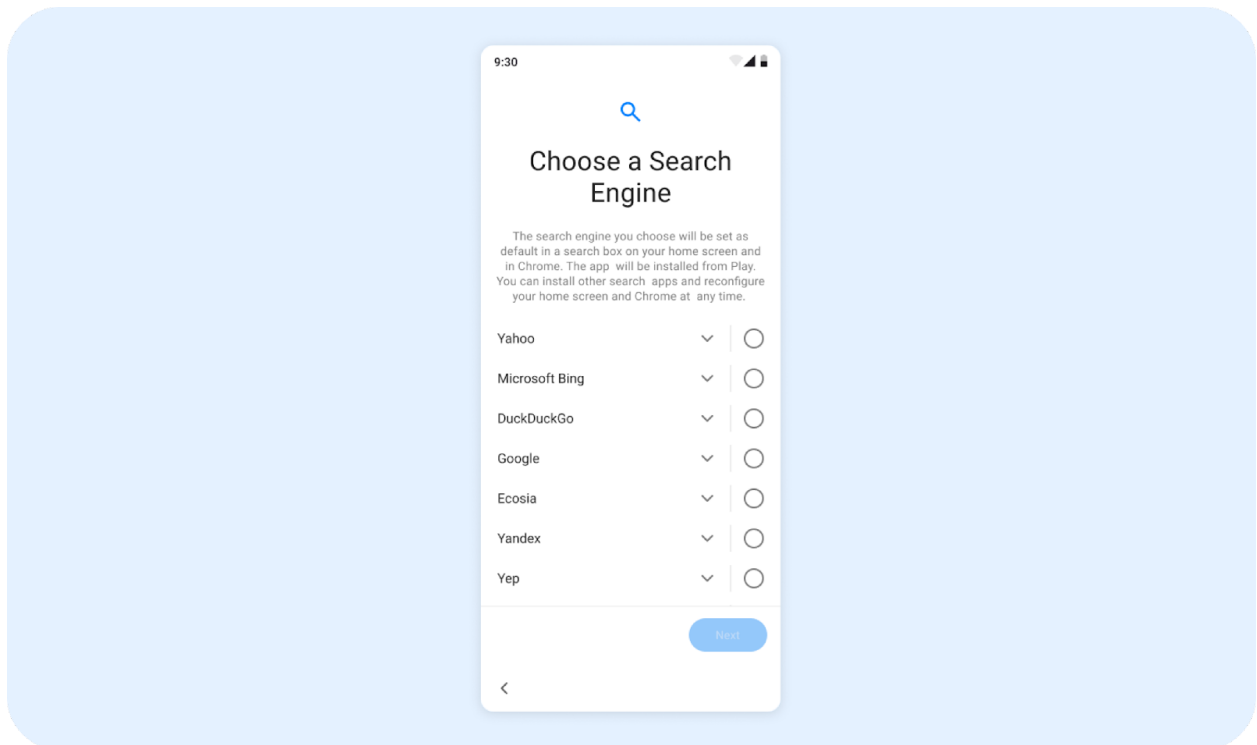 9:30
Choose a Search
Engine
The search engine you choose will be set as
default in a search box on your home screen and
in Chrome. The app will be installed from Play.
You can install other search apps and reconfigure
your home screen and Chrome at any time.
Yahoo
Microsoft Bing
DuckDuckGo
Google
Ecosia
Yandex
Yep
Next